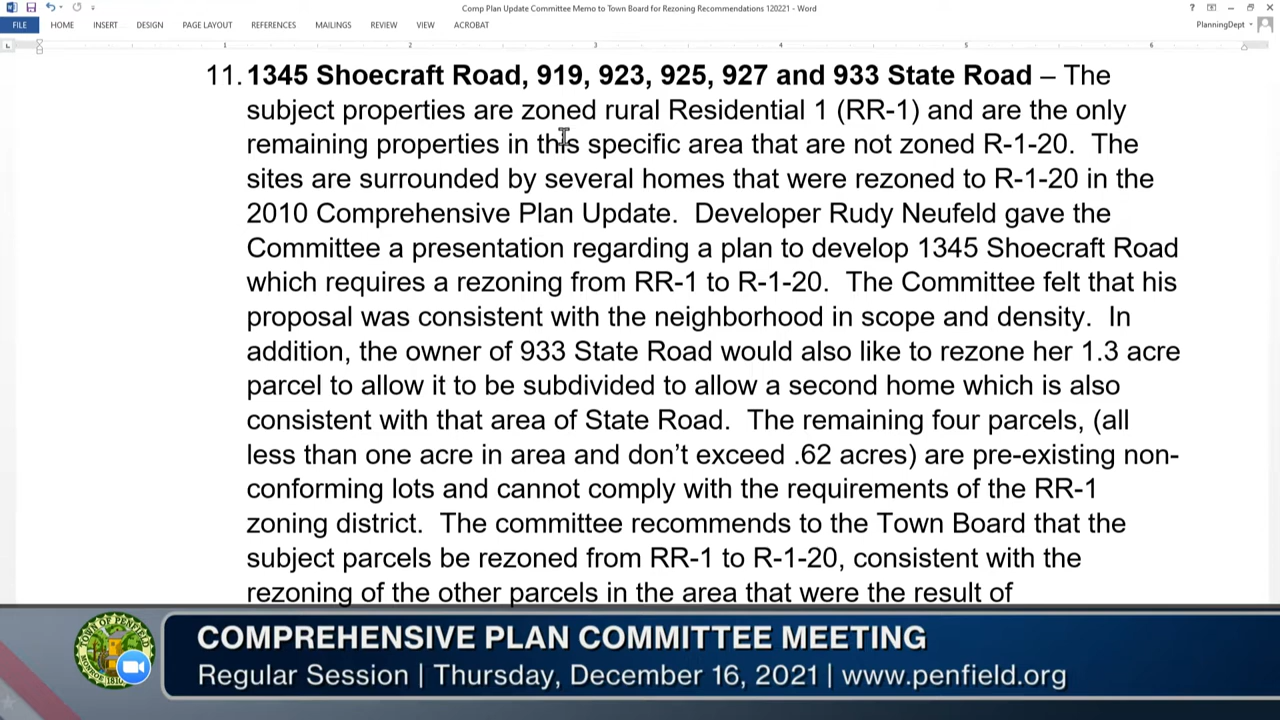 Comp Plan Update Committee Memo to Town Board for Rezoning Recommendations 120221 - Word
FILE HOME INSERT DESIGN PAGE LAYOUT REFERENCES MAILINGS REVIEW VIEW ACROBAT PlanningDept
1 2 3 4 5 6
11. 1345 Shoecraft Road, 919, 923, 925, 927 and 933 State Road – The
subject properties are zoned rural Residential 1 (RR-1) and are the only
remaining properties in this specific area that are not zoned R-1-20. The
sites are surrounded by several homes that were rezoned to R-1-20 in the
2010 Comprehensive Plan Update. Developer Rudy Neufeld gave the
Committee a presentation regarding a plan to develop 1345 Shoecraft Road
which requires a rezoning from RR-1 to R-1-20. The Committee felt that his
proposal was consistent with the neighborhood in scope and density. In
addition, the owner of 933 State Road would also like to rezone her 1.3 acre
parcel to allow it to be subdivided to allow a second home which is also
consistent with that area of State Road. The remaining four parcels, (all
less than one acre in area and don’t exceed .62 acres) are pre-existing non-
conforming lots and cannot comply with the requirements of the RR-1
zoning district. The committee recommends to the Town Board that the
subject parcels be rezoned from RR-1 to R-1-20, consistent with the
rezoning of the other parcels in the area that were the result of
TOWN OF PENFIELD
COMPREHENSIVE PLAN COMMITTEE MEETING
Regular Session | Thursday, December 16, 2021 | www.penfield.org